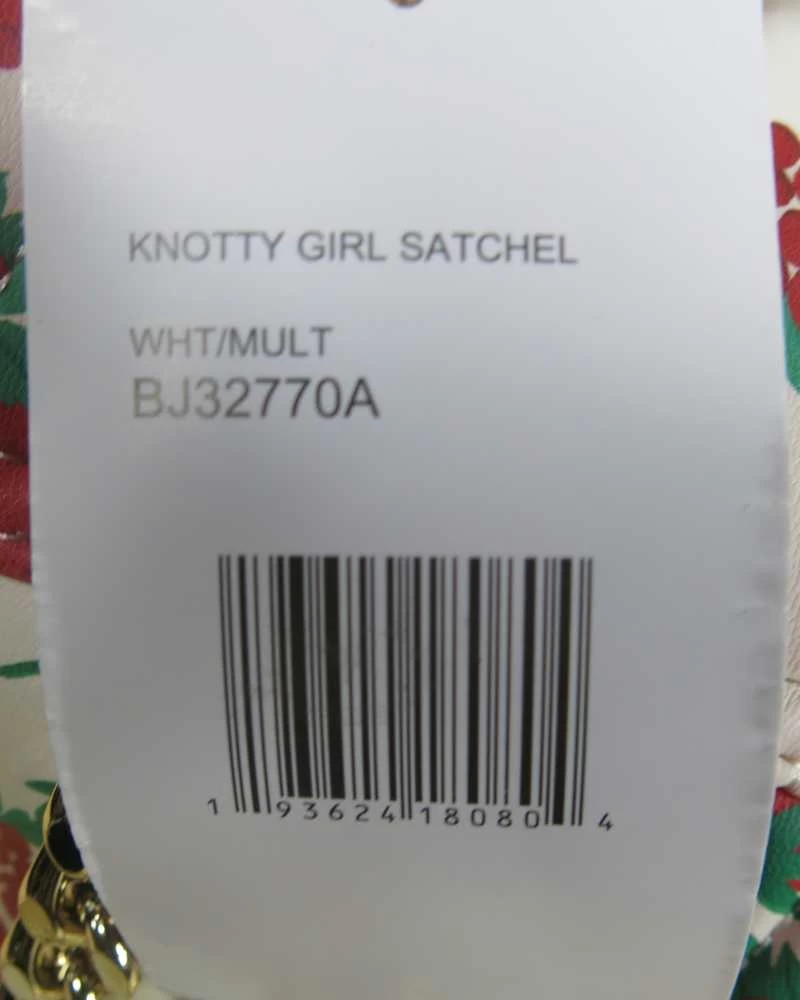 KNOTTY GIRL SATCHEL
WHT/MULT
BJ32770A
1 93624 18080 4